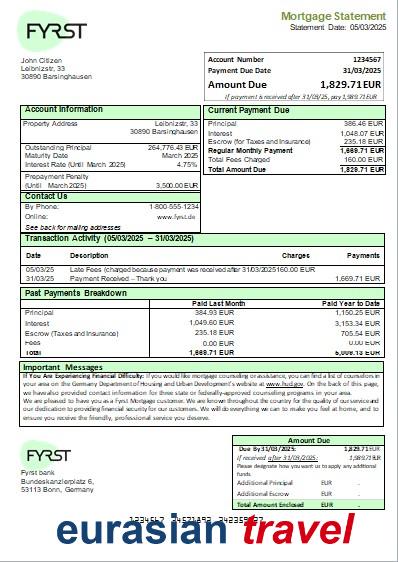 FYRST
Mortgage Statement
Statement Date: 05/03/2025
John Citizen
Leibnizstr, 33
30890 Barsinghausen
Account Number 1234567
Payment Due Date 31/03/2025
Amount Due 1,829.71 EUR
If payment is received after 31/03/25, pay 1,989.71 EUR
Account Information
Property Address Leibnizstr, 33
30890 Barsinghausen
Outstanding Principal 264,776.43 EUR
Maturity Date March 2025
Interest Rate (Until March 2025) 4.75%
Prepayment Penalty
(Until March 2025) 3,500.00 EUR
Contact Us
By Phone: 1-800-555-1234
Online: www.fyrst.de
See back for mailing addresses
Current Payment Due
Principal 386.46 EUR
Interest 1,048.07 EUR
Escrow (for Taxes and Insurance) 235.18 EUR
Regular Monthly Payment 1,669.71 EUR
Total Fees Charged 160.00 EUR
Total Amount Due 1,829.71 EUR
Transaction Activity (05/03/2025 – 31/03/2025)
Date Description Charges Payments
05/03/25 Late Fees (charged because payment was received after 31/03/2025160.00 EUR
31/03/25 Payment Received – Thank you 1,669.71 EUR
Past Payments Breakdown
Paid Last Month Paid Year to Date
Principal 384.93 EUR 1,150.25 EUR
Interest 1,049.60 EUR 3,153.34 EUR
Escrow (Taxes and Insurance) 235.18 EUR 705.54 EUR
Fees 0.00 EUR 0.00 EUR
Total 1,669.71 EUR 5,009.13 EUR
Important Messages
If You Are Experiencing Financial Difficulty: If you would like mortgage counseling or assistance, you can find a list of counselors in
your area on the Germany Department of Housing and Urban Development's website at www.hud.gov. On the back of this page,
we have also provided contact information for three state or federally-approved counseling programs in your area.
We are pleased to have you as a Fyrst Mortgage customer. We are known throughout the country for the quality of our service and
our dedication to providing financial security for our customers. We will do everything we can to make you feel at home, and to
ensure you the friendly, professional service you deserve.
FYRST
Fyrst bank
Bundeskanzlerplatz 6,
53113 Bonn, Germany
Amount Due
Due By 31/03/2025: 1,829.71 EUR
If received after 31/03/2025: 1,989.71 EUR
Please designate how you want us to apply any additional
funds.
Additional Principal EUR .
Additional Escrow EUR .
Total Amount Enclosed EUR .
eurasian travel